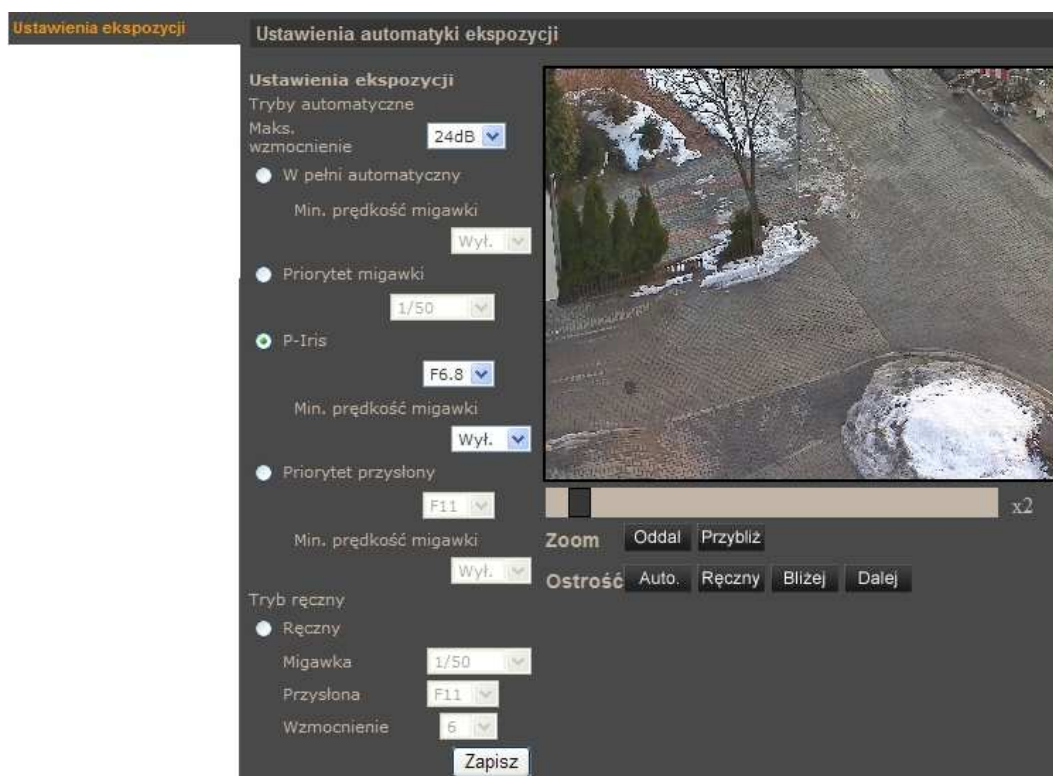 Ustawienia ekspozycji
Ustawienia automatyki ekspozycji
Ustawienia ekspozycji
Tryby automatyczne
Maks.
wzmocnienie
24dB
W pełni automatyczny
Min. prędkość migawki
Wył.
Priorytet migawki
1/50
P-Iris
F6.8
Min. prędkość migawki
Wył.
Priorytet przysłony
F11
Min. prędkość migawki
Wył.
Tryb ręczny
Ręczny
Migawka
1/50
Przysłona
F11
Wzmocnienie
6
Zapisz
x2
Zoom
Oddal
Przybliż
Ostrość
Auto.
Ręczny
Bliżej
Dalej